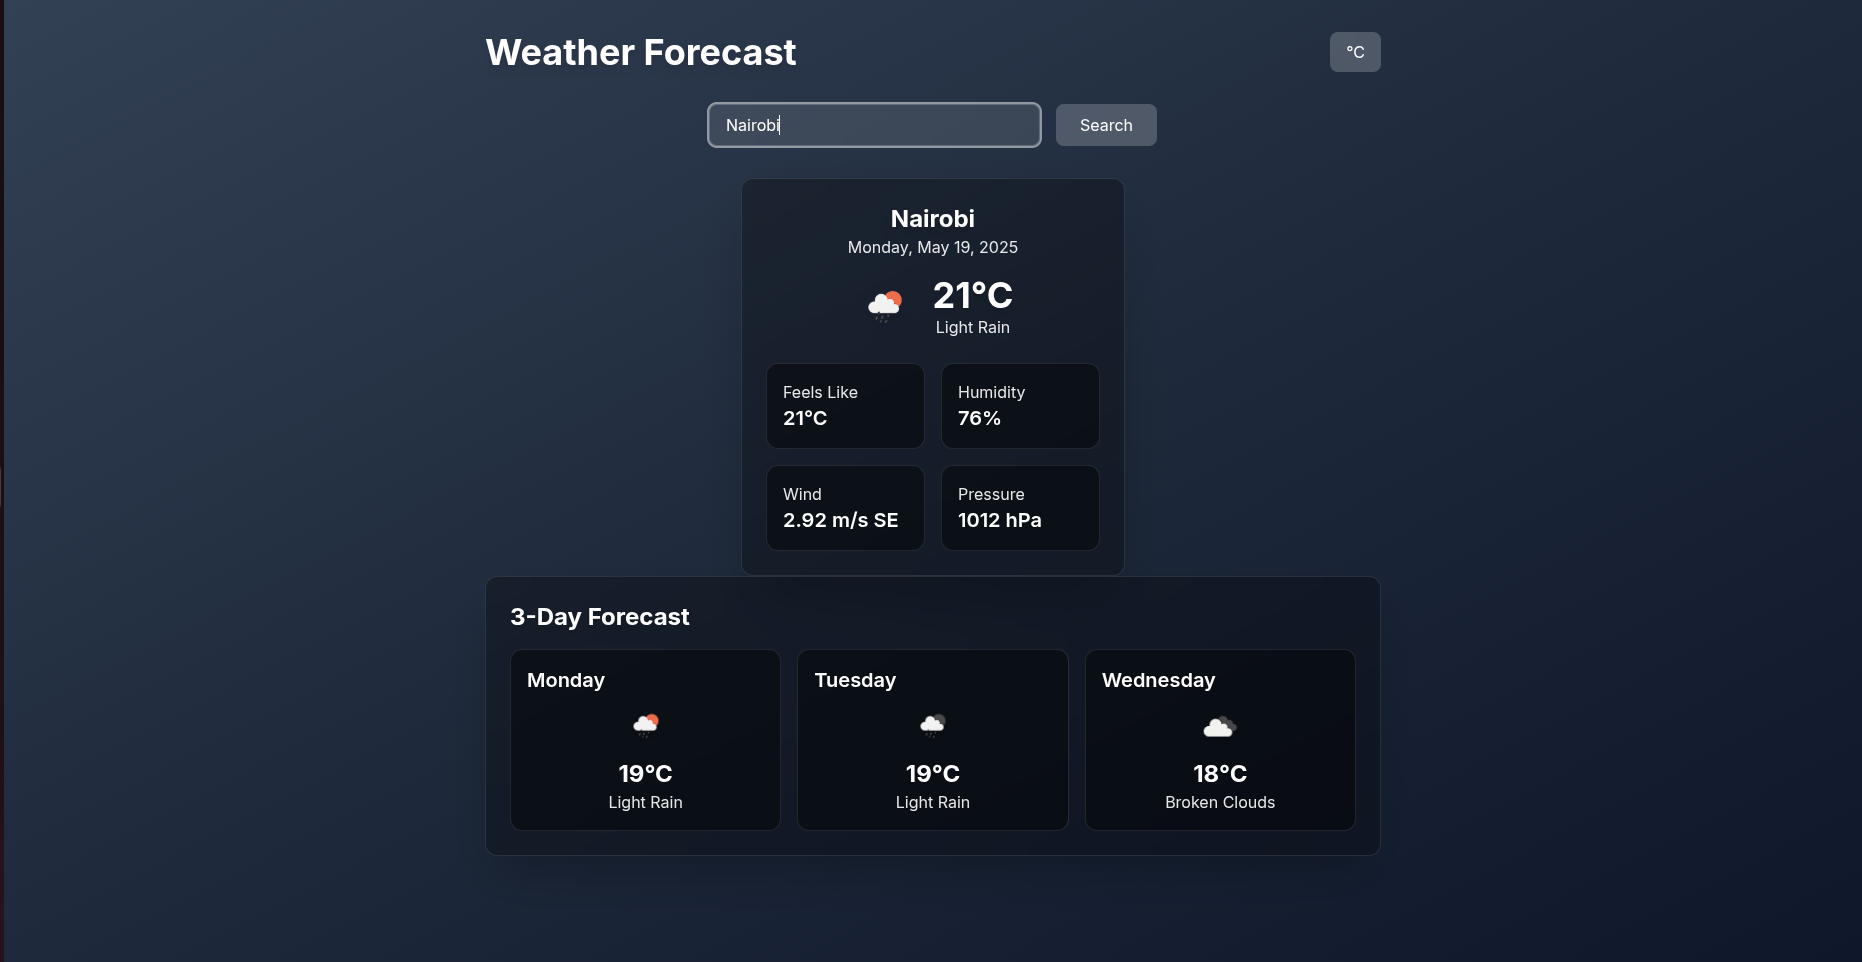 Weather Forecast
°C
Nairobi
Search
Nairobi
Monday, May 19, 2025
21°C
Light Rain
Feels Like
21°C
Humidity
76%
Wind
2.92 m/s SE
Pressure
1012 hPa
3-Day Forecast
Monday
19°C
Light Rain
Tuesday
19°C
Light Rain
Wednesday
18°C
Broken Clouds